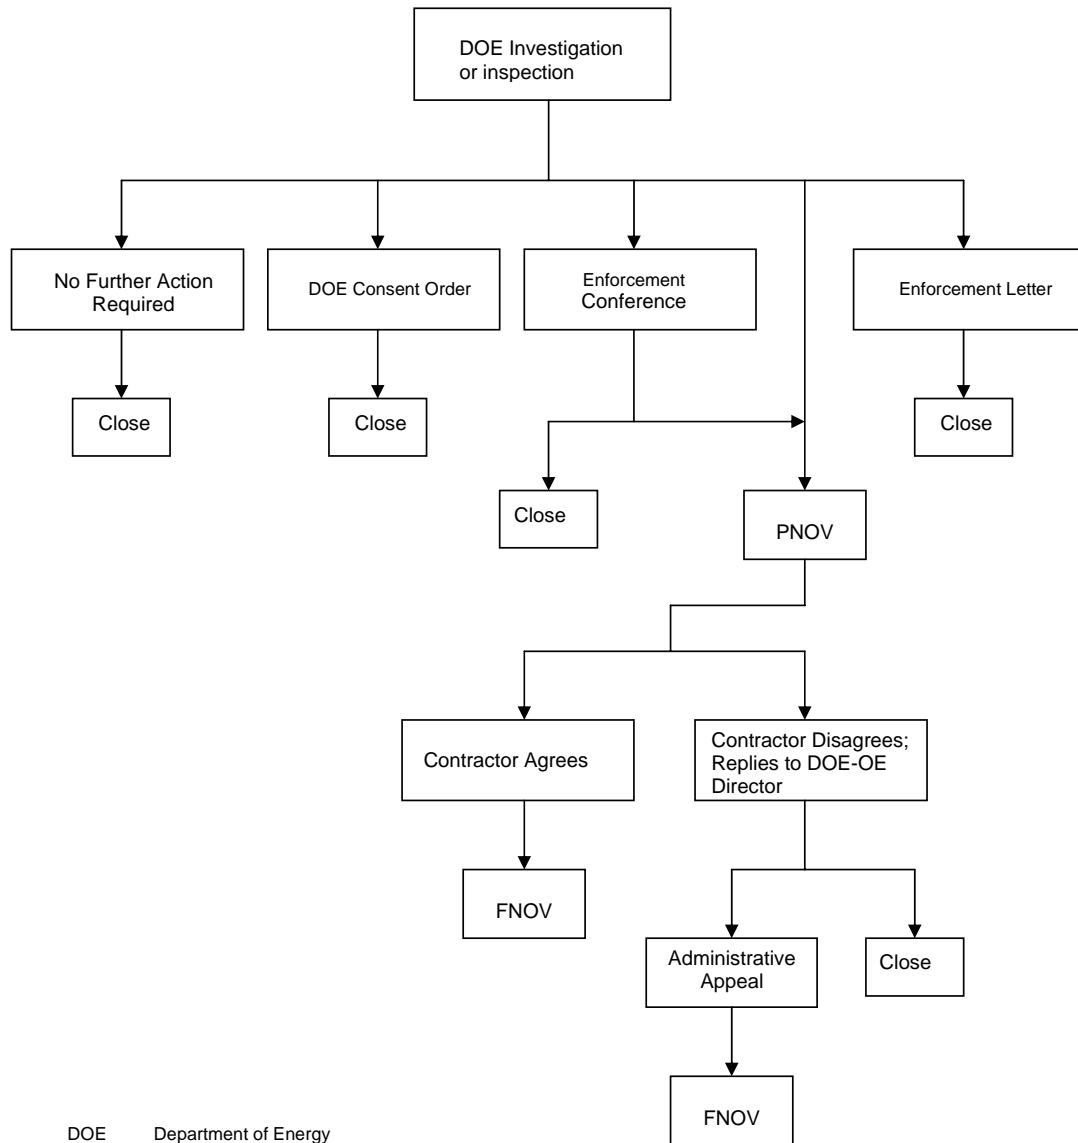 DOE Investigation
or inspection
No Further Action
Required
DOE Consent Order
Enforcement
Conference
Enforcement Letter
Close
Close
Close
Close
PNOV
Contractor Agrees
Contractor Disagrees;
Replies to DOE-OE
Director
FNOV
Administrative
Appeal
Close
FNOV
DOE Department of Energy